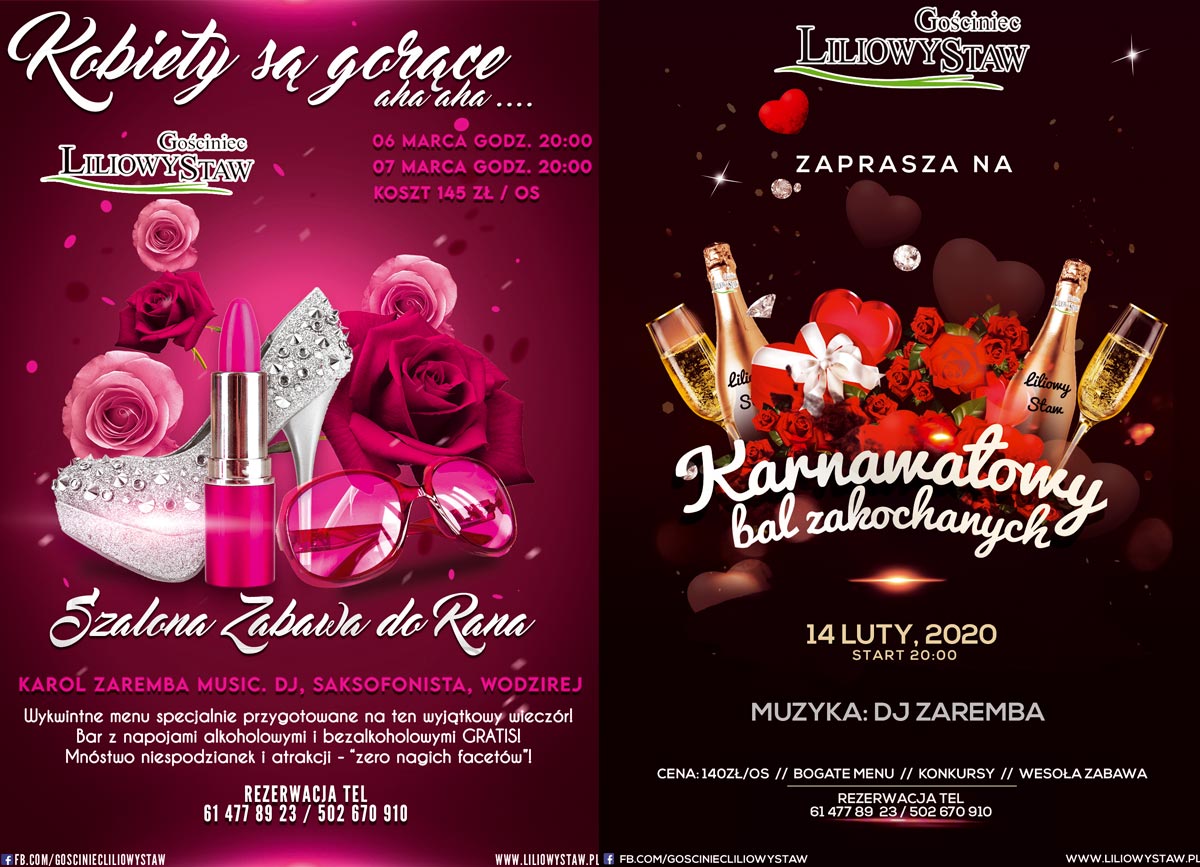 Kobiety są gorące
aha aha ....
Gościniec
LILIOWY STAW
06 MARCA GODZ. 20:00
07 MARCA GODZ. 20:00
KOSZT 145 ZŁ / OS
Szalona Zabawa do Rana
KAROL ZAREMBA MUSIC. DJ, SAKSOFONISTA, WODZIREJ
Wykwintne menu specjalnie przygotowane na ten wyjątkowy wieczór!
Bar z napojami alkoholowymi i bezalkoholowymi GRATIS!
Mnóstwo niespodzianek i atrakcji - "zero nagich facetów"!
REZERWACJA TEL
61 477 89 23 / 502 670 910
FB.COM/GOSCINIECLILIOWYSTAW
WWW.LILIOWYSTAW.PL
Gościniec
LILIOWY STAW
ZAPRASZA NA
Liliowy
Staw
Karnawałowy
bal zakochanych
14 LUTY, 2020
START 20:00
MUZYKA: DJ ZAREMBA
CENA: 140ZŁ/OS // BOGATE MENU // KONKURSY // WESOŁA ZABAWA
REZERWACJA TEL
61 477 89 23 / 502 670 910
FB.COM/GOSCINIECLILIOWYSTAW
WWW.LILIOWYSTAW.PL